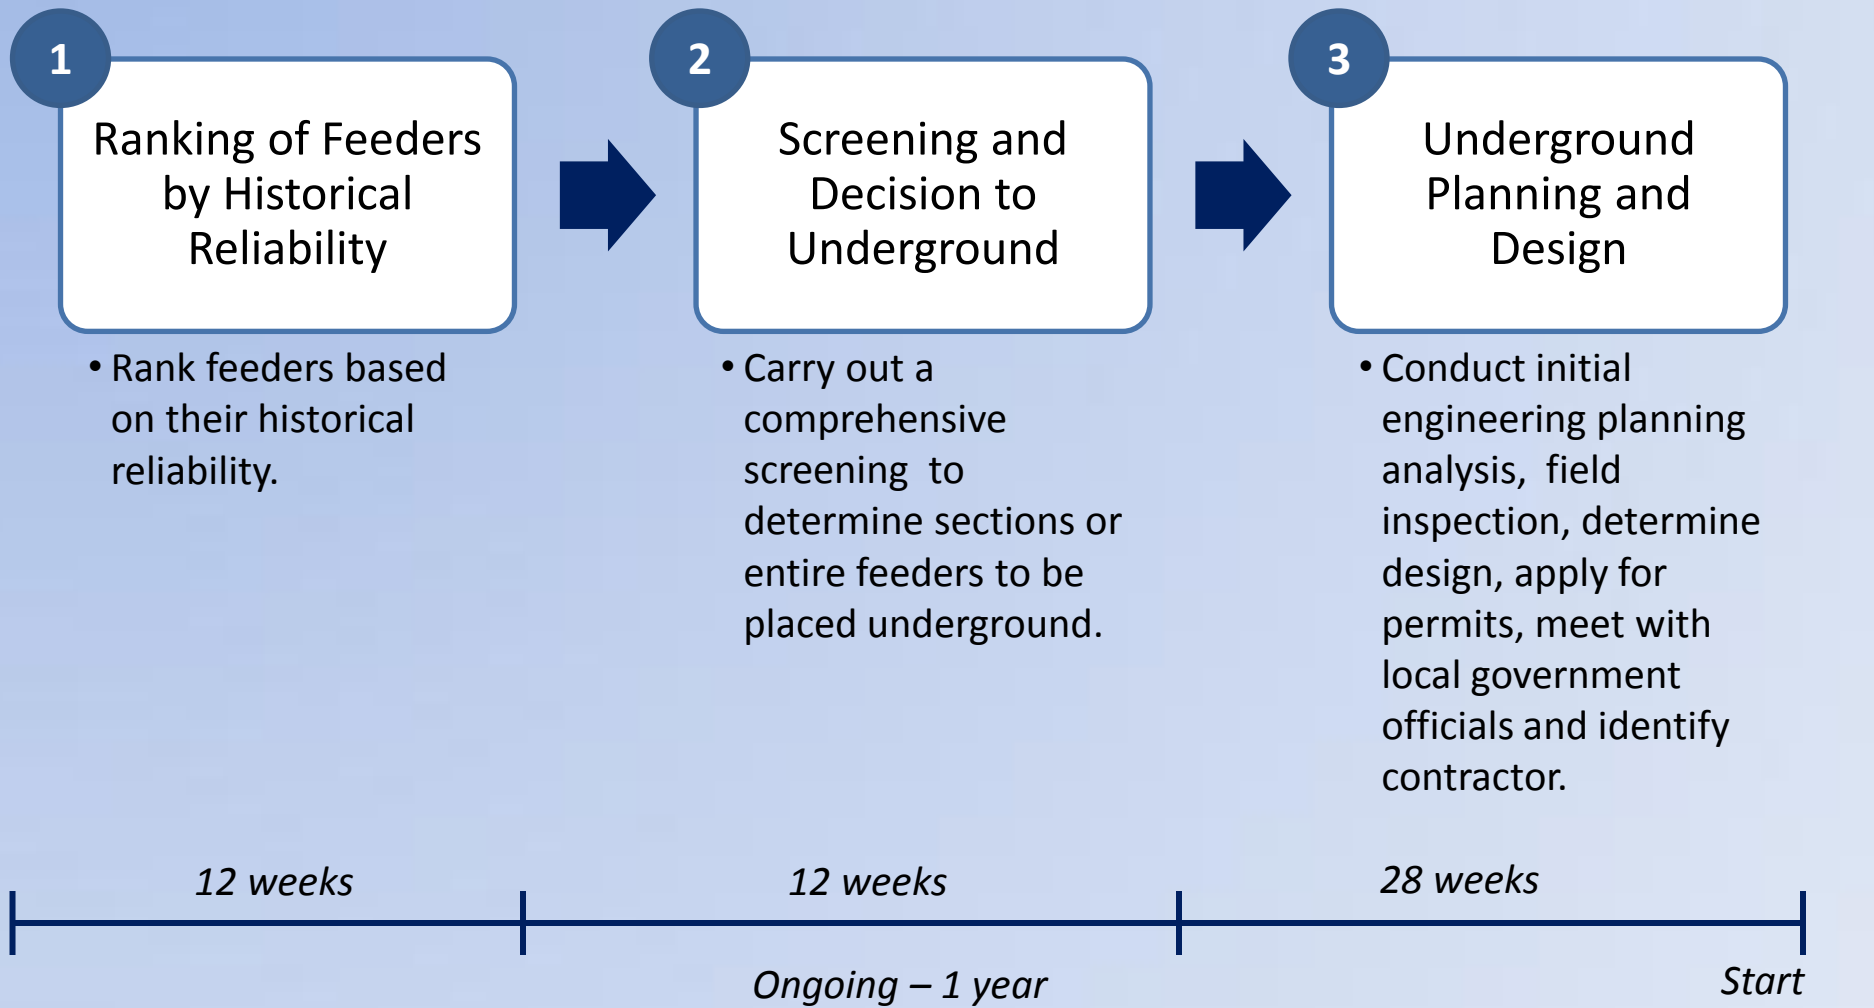 1
Ranking of Feeders
by Historical
Reliability
• Rank feeders based
on their historical
reliability.
2
Screening and
Decision to
Underground
• Carry out a
comprehensive
screening to
determine sections or
entire feeders to be
placed underground.
3
Underground
Planning and
Design
• Conduct initial
engineering planning
analysis, field
inspection, determine
design, apply for
permits, meet with
local government
officials and identify
contractor.
12 weeks
12 weeks
28 weeks
Ongoing – 1 year
Start